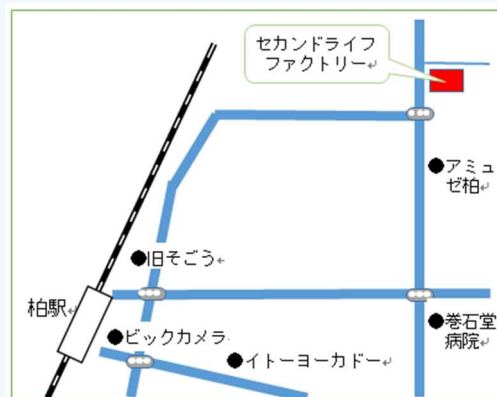 セカンドライフ
ファクトリー↵
●アミュ
ゼ柏↵
●旧そごう↵
柏駅↵
●ビックカメラ
●イトーヨーカドー↵
●巻石堂
病院↵